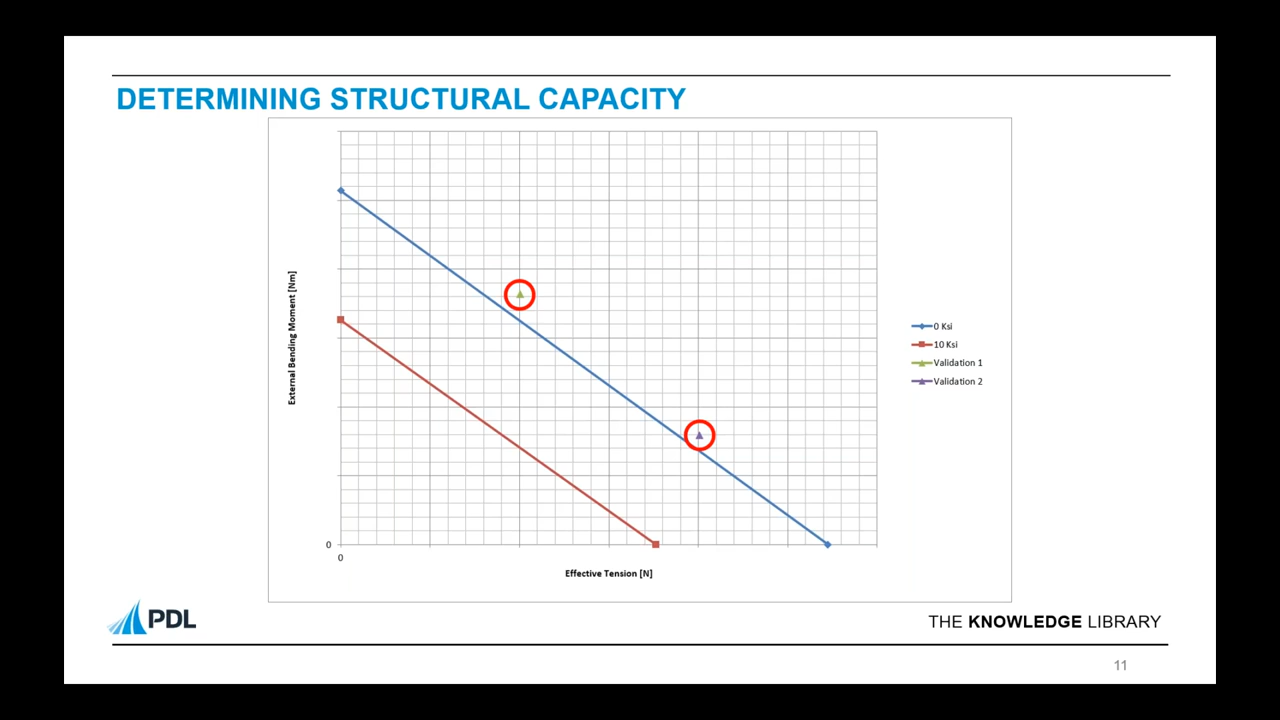 DETERMINING STRUCTURAL CAPACITY
External Bending Moment [Nm]
0 Ksi
10 Ksi
Validation 1
Validation 2
0
0
Effective Tension [N]
PDL
THE KNOWLEDGE LIBRARY
11